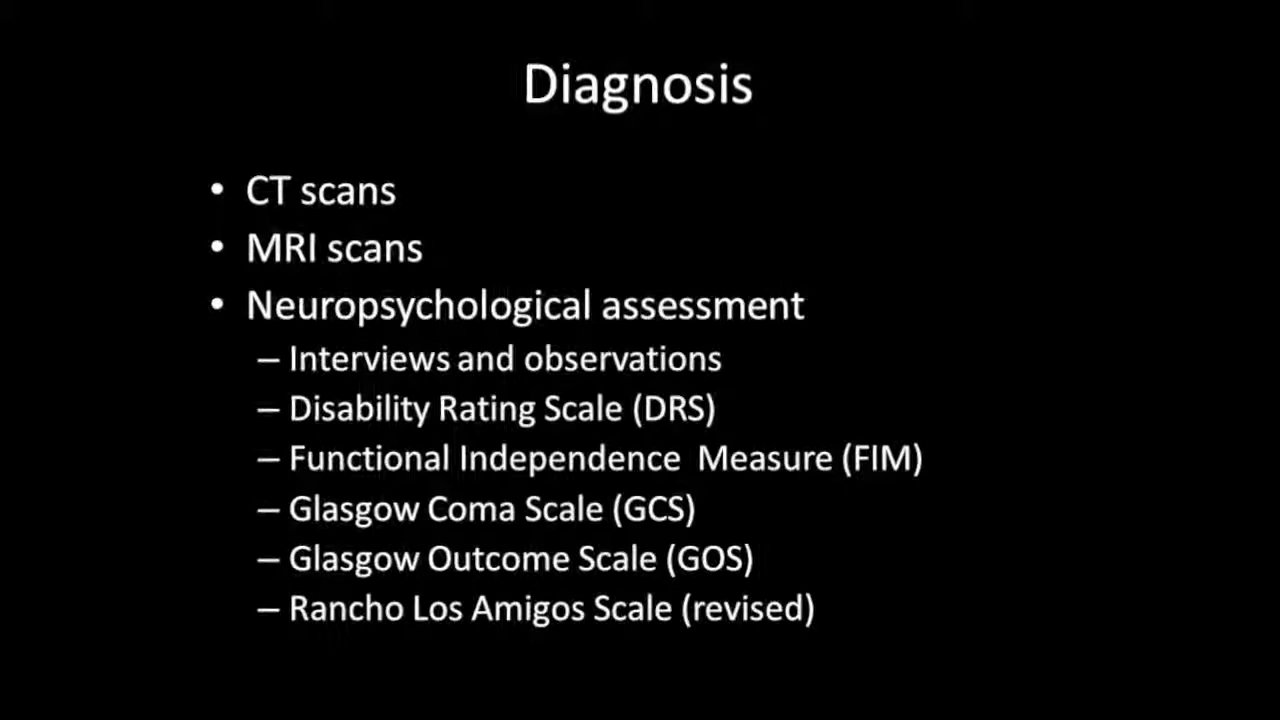 Diagnosis
• CT scans
• MRI scans
• Neuropsychological assessment
– Interviews and observations
– Disability Rating Scale (DRS)
– Functional Independence  Measure (FIM)
– Glasgow Coma Scale (GCS)
– Glasgow Outcome Scale (GOS)
– Rancho Los Amigos Scale (revised)